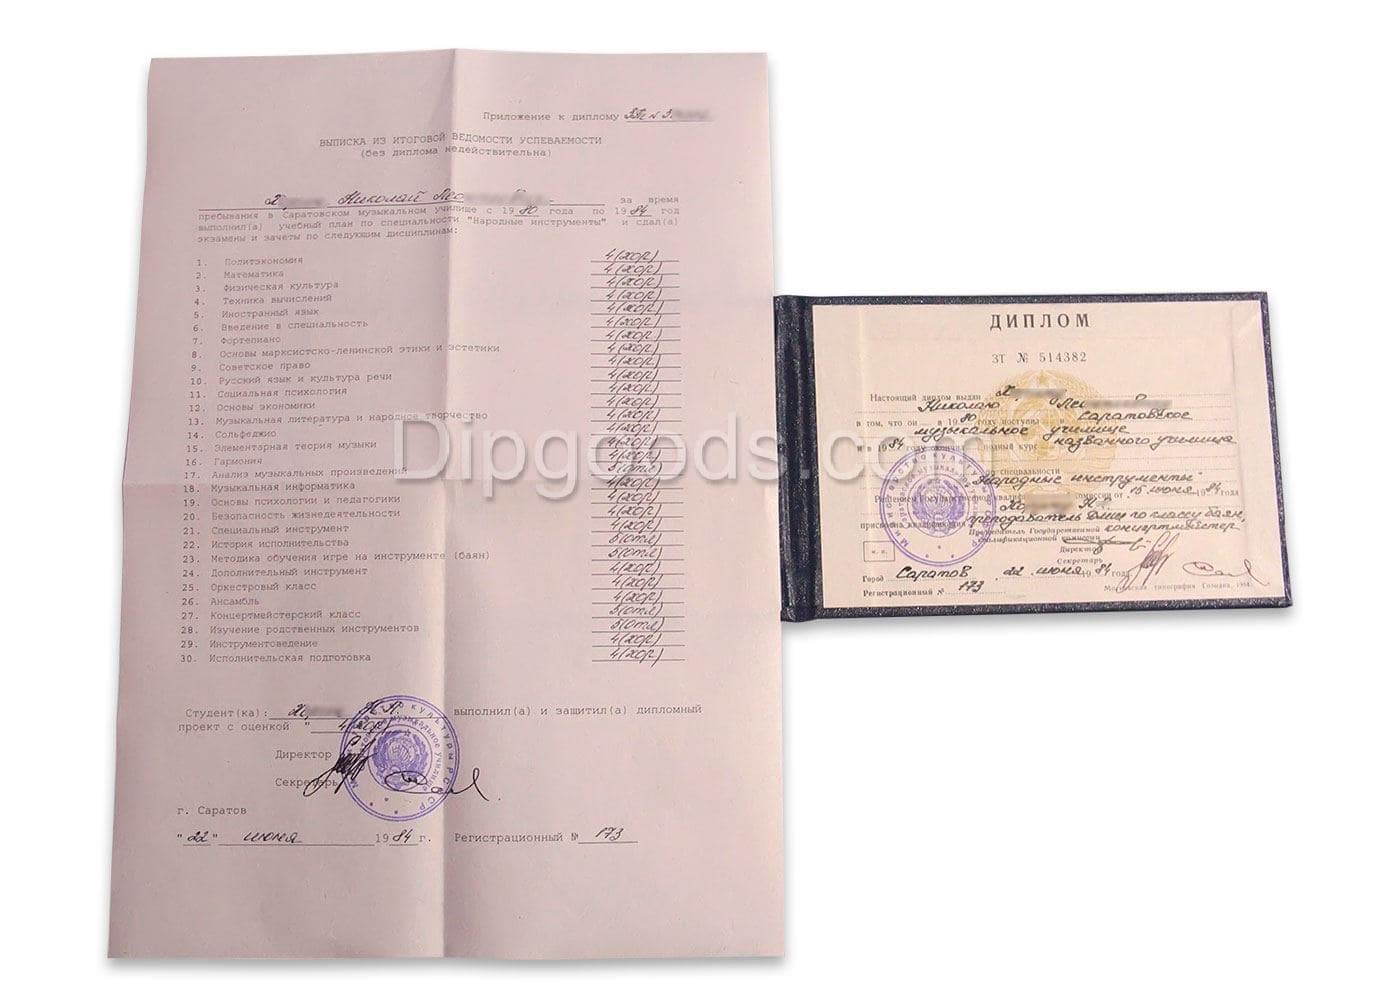 Приложение к диплому
ВЫПИСКА ИЗ ИТОГОВОЙ ВЕДОМОСТИ УСПЕВАЕМОСТИ
(без диплома недействительна)
Николай за время
пребывания в Саратовском музыкальном училище с 1980 года по 1984 год
выполнил(а) учебный план по специальности "Народные инструменты" и сдал(а)
экзамены и зачеты по следующим дисциплинам:
1. Политэкономия 4(хор)
2. Математика 4(хор)
3. Физическая культура 4(хор)
4. Техника вычислений 4(хор)
5. Иностранный язык 4(хор)
6. Введение в специальность 4(хор)
7. Фортепиано 4(хор)
8. Основы марксистско-ленинской этики и эстетики 4(хор)
9. Советское право 4(хор)
10. Русский язык и культура речи 4(хор)
11. Социальная психология 4(хор)
12. Основы экономики 4(хор)
13. Музыкальная литература и народное творчество 4(хор)
14. Сольфеджио 4(хор)
15. Элементарная теория музыки 4(хор)
16. Гармония
17. Анализ музыкальных произведений 5(отл)
18. Музыкальная информатика 4(хор)
19. Основы психологии и педагогики 4(хор)
20. Безопасность жизнедеятельности 4(хор)
21. Специальный инструмент 4(хор)
22. История исполнительства 5(отл)
23. Методика обучения игре на инструменте (баян) 5(отл)
24. Дополнительный инструмент 4(хор)
25. Оркестровый класс 4(хор)
26. Ансамбль 4(хор)
27. Концертмейстерский класс 5(отл)
28. Изучение родственных инструментов 5(отл)
29. Инструментоведение 4(хор)
30. Исполнительская подготовка 4(хор)
Студент(ка): выполнил(а) и защитил(а) дипломный
проект с оценкой " 4(хор)
Директор
Секретарь
г. Саратов
"22" июня 1984 г. Регистрационный № 173
ДИПЛОМ
ЗТ № 514382
Настоящий диплом выдан
Николаю
в том, что он в 1980 году поступил в Саратовское
музыкальное училище
и в 1984 году названного училища
по специальности
"Народные инструменты"
Решением Государственной комиссии от 15 июня 1984 года
присвоена квалификация преподаватель ДМШ по классу баян,
концертмейстер
Председатель Государственной
квалификационной комиссии
Директор
Секретарь
М. П.
Город Саратов, 22 июня 1984 года
Регистрационный № 173
Московская типография Гознака, 1984.
Dipgoods.com